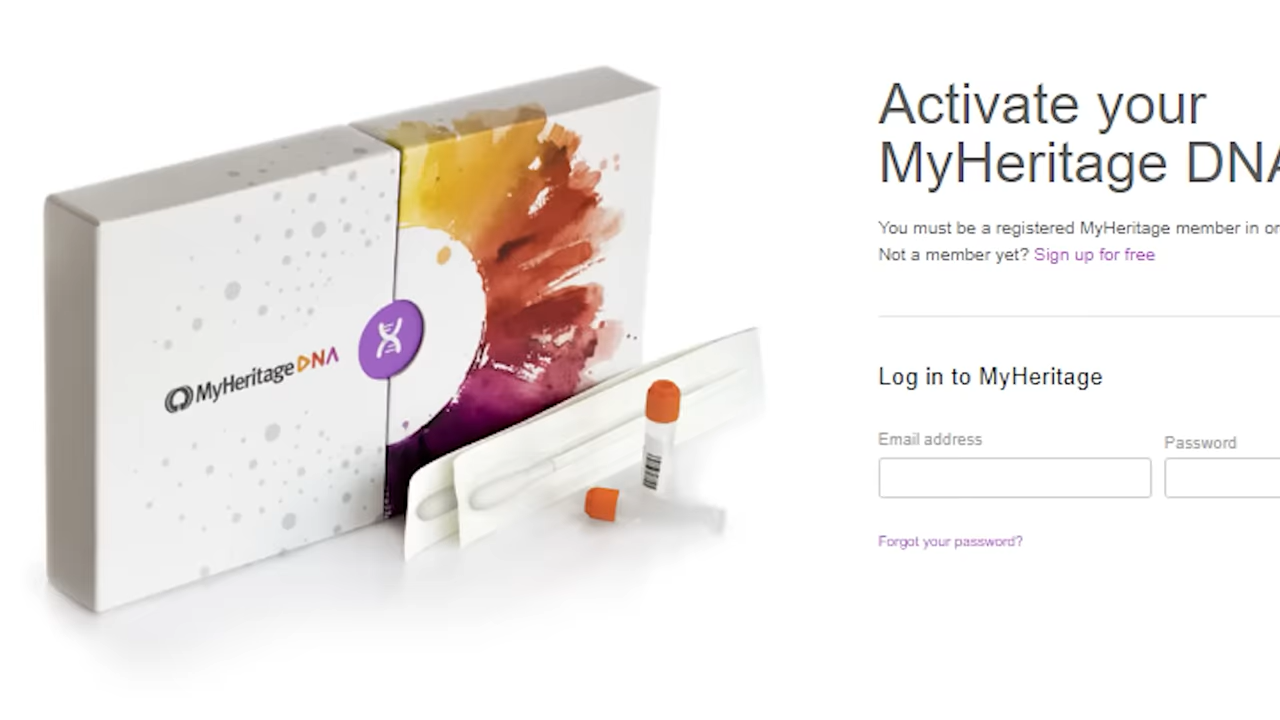 MyHeritage DNA
Activate your
MyHeritage DNA
You must be a registered MyHeritage member in or
Not a member yet? Sign up for free
Log in to MyHeritage
Email address Password
Forgot your password?